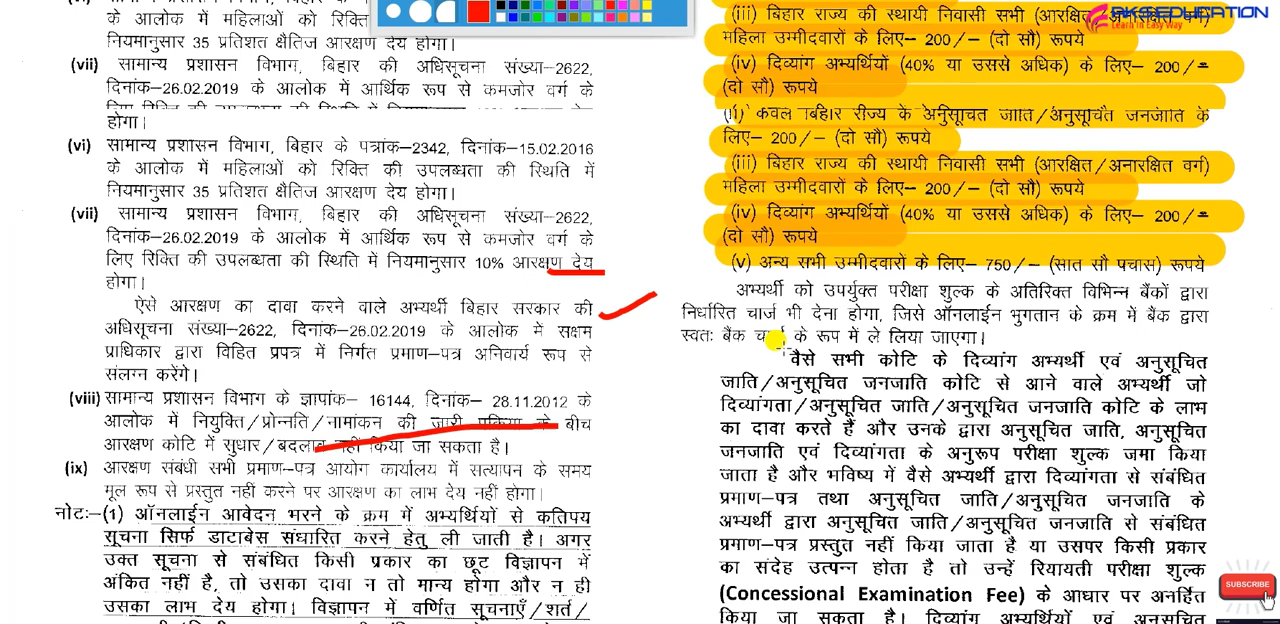 के आलोक में महिलाओं को रिक्ति
नियमानुसार 35 प्रतिशत क्षैतिज आरक्षण देय होगा।
(vii) सामान्य प्रशासन विभाग, बिहार की अधिसूचना संख्या-2622,
दिनांक-26.02.2019 के आलोक में आर्थिक रूप से कमजोर वर्ग के
होगा।
(vi) सामान्य प्रशासन विभाग, बिहार के पत्रांक-2342, दिनांक-15.02.2016
के आलोक में महिलाओं को रिक्ति की उपलब्धता की स्थिति में
नियमानुसार 35 प्रतिशत क्षैतिज आरक्षण देय होगा।
(vii) सामान्य प्रशासन विभाग, बिहार की अधिसूचना संख्या-2622,
दिनांक-26.02.2019 के आलोक में आर्थिक रूप से कमजोर वर्ग के
लिए रिक्ति की उपलब्धता की स्थिति में नियमानुसार 10% आरक्षण देय
होगा।
ऐसे आरक्षण का दावा करने वाले अभ्यर्थी बिहार सरकार की
अधिसूचना संख्या-2622, दिनांक-26.02.2019 के आलोक में सक्षम
प्राधिकार द्वारा विहित प्रपत्र में निर्गत प्रमाण-पत्र अनिवार्य रूप से
संलग्न करेंगे।
(viii) सामान्य प्रशासन विभाग के ज्ञापांक- 16144, दिनांक- 28.11.2012 के
आलोक में नियुक्ति/प्रोन्नति/नामांकन की जारी प्रक्रिया के बीच
आरक्षण कोटि में सुधार/बदलाव नहीं किया जा सकता है।
(ix) आरक्षण संबंधी सभी प्रमाण-पत्र आयोग कार्यालय में सत्यापन के समय
मूल रूप से प्रस्तुत नहीं करने पर आरक्षण का लाभ देय नहीं होगा।
नोटः-(1) ऑनलाईन आवेदन भरने के क्रम में अभ्यर्थियों से कतिपय
सूचना सिर्फ डाटाबेस संधारित करने हेतु ली जाती है। अगर
उक्त सूचना से संबंधित किसी प्रकार का छूट विज्ञापन में
अंकित नहीं है, तो उसका दावा न तो मान्य होगा और न ही
उसका लाभ देय होगा। विज्ञापन में वर्णित सूचनाएँ/शर्त/
RKS EDUCATION
Learn in Easy Way
(iii) बिहार राज्य की स्थायी निवासी सभी (आरक्षित/अनारक्षित वर्ग)
महिला उम्मीदवारों के लिए- 200/- (दो सौ) रूपये
(iv) दिव्यांग अभ्यर्थियों (40% या उससे अधिक) के लिए- 200/-
(दो सौ) रूपये
(ii) केवल बिहार राज्य के अनुसूचित जाति/अनुसूचित जनजाति के
लिए- 200/- (दो सौ) रूपये
(iii) बिहार राज्य की स्थायी निवासी सभी (आरक्षित/अनारक्षित वर्ग)
महिला उम्मीदवारों के लिए- 200/- (दो सौ) रूपये
(iv) दिव्यांग अभ्यर्थियों (40% या उससे अधिक) के लिए- 200/-
(दो सौ) रूपये
(v) अन्य सभी उम्मीदवारों के लिए- 750/- (सात सौ पचास) रूपये
अभ्यर्थी को उपर्युक्त परीक्षा शुल्क के अतिरिक्त विभिन्न बैंकों द्वारा
निर्धारित चार्ज भी देना होगा, जिसे ऑनलाईन भुगतान के क्रम में बैंक द्वारा
स्वतः बैंक चार्ज के रूप में ले लिया जाएगा।
वैसे सभी कोटि के दिव्यांग अभ्यर्थी एवं अनुसूचित
जाति/अनुसूचित जनजाति कोटि से आने वाले अभ्यर्थी जो
दिव्यांगता/अनुसूचित जाति/अनुसूचित जनजाति कोटि के लाभ
का दावा करते हैं और उनके द्वारा अनुसूचित जाति, अनुसूचित
जनजाति एवं दिव्यांगता के अनुरूप परीक्षा शुल्क जमा किया
जाता है और भविष्य में वैसे अभ्यर्थी द्वारा दिव्यांगता से संबंधित
प्रमाण-पत्र तथा अनुसूचित जाति/अनुसूचित जनजाति के
अभ्यर्थी द्वारा अनुसूचित जाति/अनुसूचित जनजाति से संबंधित
प्रमाण-पत्र प्रस्तुत नहीं किया जाता है या उसपर किसी प्रकार
का संदेह उत्पन्न होता है तो उन्हें रियायती परीक्षा शुल्क
(Concessional Examination Fee) के आधार पर अनर्हित
किया जा सकता है। दिव्यांग अभ्यर्थियों एवं अनुसूचित
SUBSCRIBE